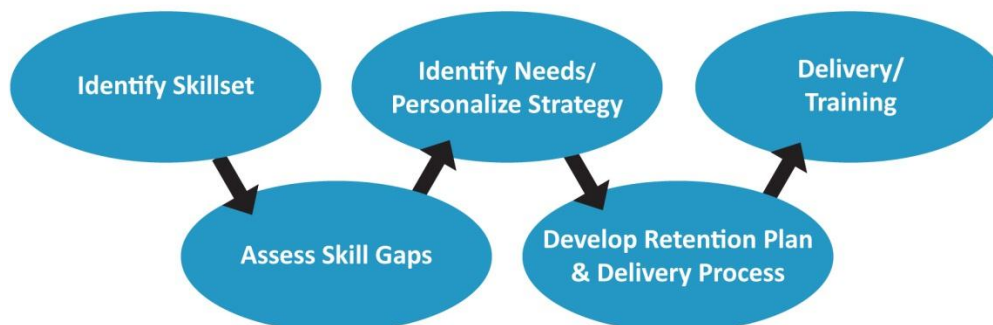 Identify Skillset
Assess Skill Gaps
Identify Needs/
Personalize Strategy
Develop Retention Plan
& Delivery Process
Delivery/
Training